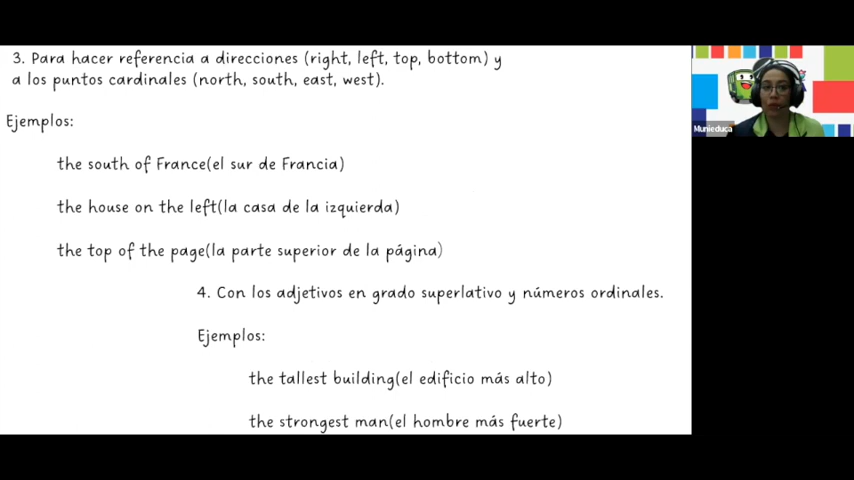 3. Para hacer referencia a direcciones (right, left, top, bottom) y
a los puntos cardinales (north, south, east, west).
Ejemplos:
the south of France(el sur de Francia)
the house on the left(la casa de la izquierda)
the top of the page(la parte superior de la página)
4. Con los adjetivos en grado superlativo y números ordinales.
Ejemplos:
the tallest building(el edificio más alto)
the strongest man(el hombre más fuerte)
Munieduca